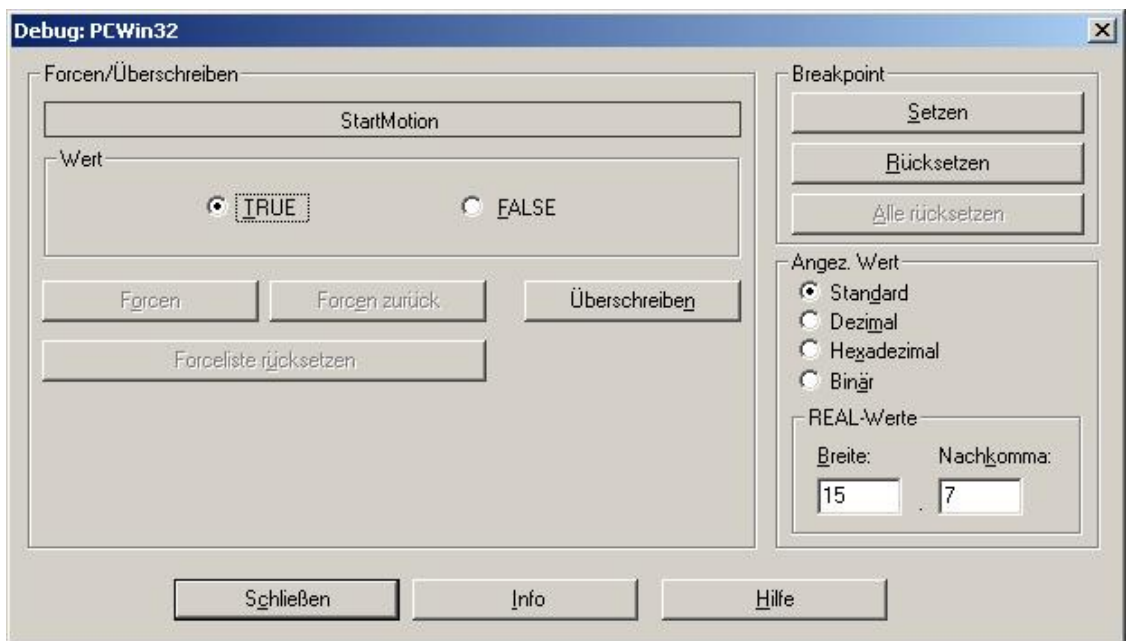 Debug: PCWin32
Forcen/Überschreiben
StartMotion
Wert
TRUE
FALSE
Forcen
Forcen zurück
Überschreiben
Forceliste rücksetzen
Breakpoint
Setzen
Rücksetzen
Alle rücksetzen
Angez. Wert
Standard
Dezimal
Hexadezimal
Binär
REAL-Werte
Breite: Nachkomma:
15 . 7
Schließen
Info
Hilfe